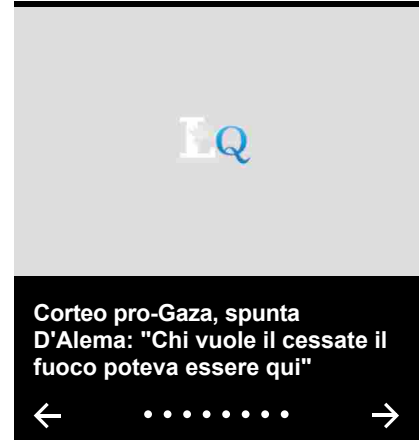 LQ
Corteo pro-Gaza, spunta
D'Alema: "Chi vuole il cessate il
fuoco poteva essere qui"